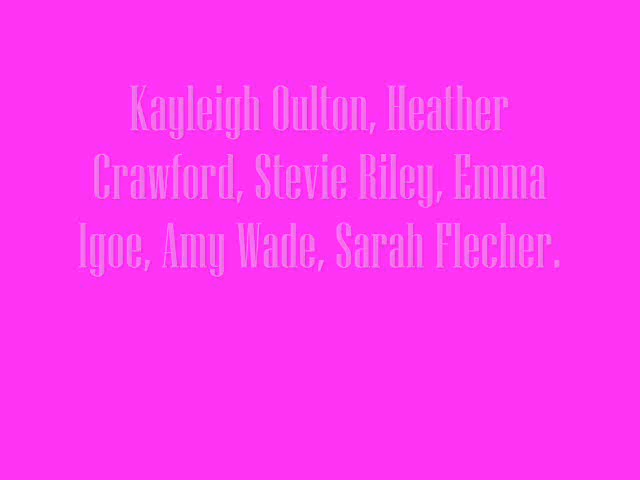 Kayleigh Oulton, Heather
Crawford, Stevie Riley, Emma
Igoe, Amy Wade, Sarah Flecher.